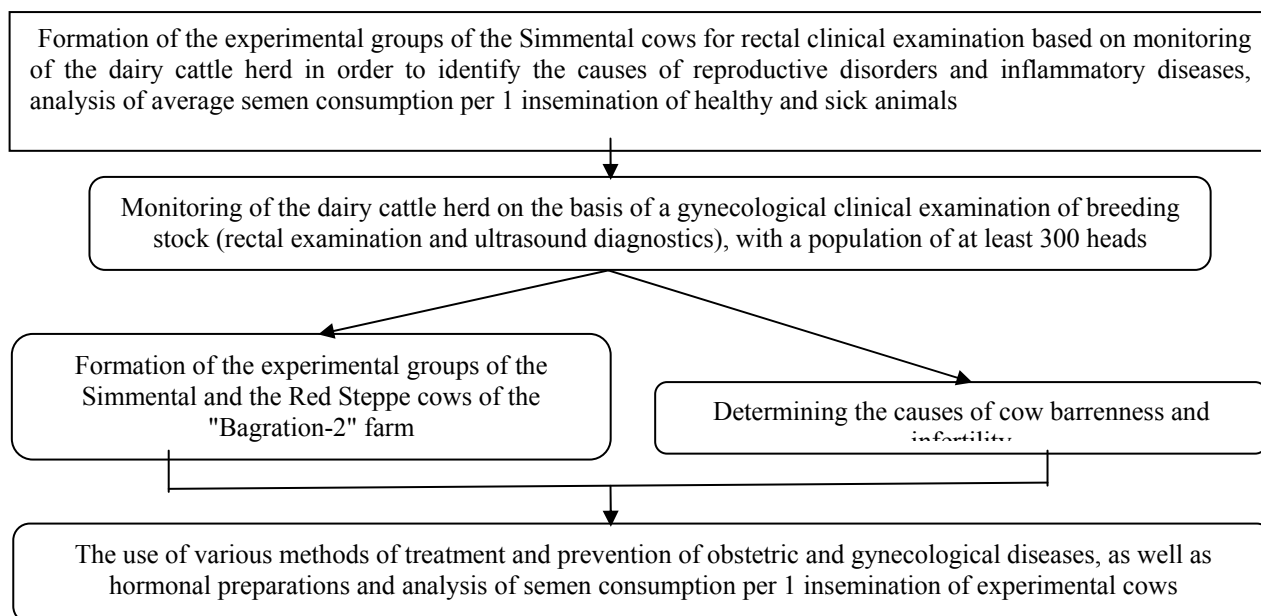 Formation of the experimental groups of the Simmental cows for rectal clinical examination based on monitoring
of the dairy cattle herd in order to identify the causes of reproductive disorders and inflammatory diseases,
analysis of average semen consumption per 1 insemination of healthy and sick animals
Monitoring of the dairy cattle herd on the basis of a gynecological clinical examination of breeding
stock (rectal examination and ultrasound diagnostics), with a population of at least 300 heads
Formation of the experimental groups of the
Simmental and the Red Steppe cows of the
"Bagration-2" farm
Determining the causes of cow barrenness and
infertility
The use of various methods of treatment and prevention of obstetric and gynecological diseases, as well as
hormonal preparations and analysis of semen consumption per 1 insemination of experimental cows